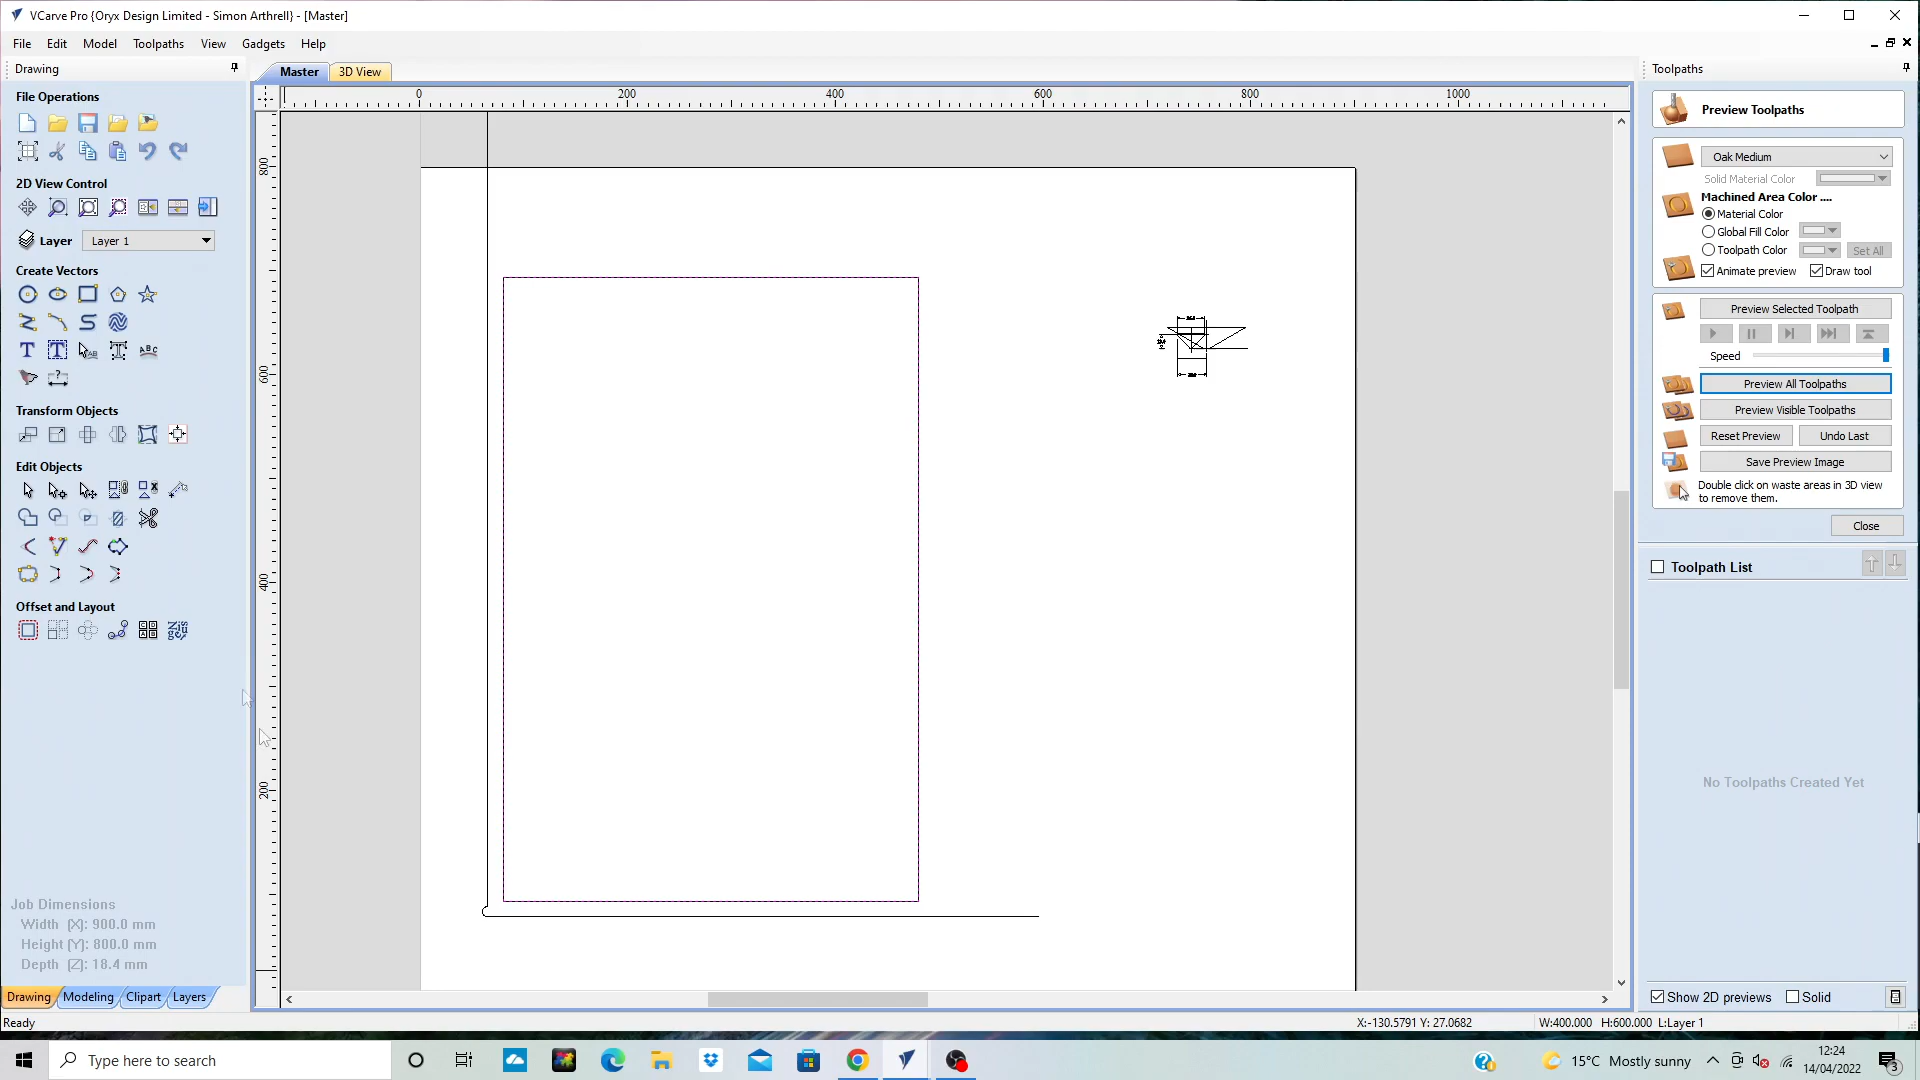 VCarve Pro {Oryx Design Limited - Simon Arthrell} - [Master]
File Edit Model Toolpaths View Gadgets Help
Drawing
File Operations
2D View Control
Layer Layer 1
Create Vectors
Transform Objects
Edit Objects
Offset and Layout
Job Dimensions
Width (X): 900.0 mm
Height (Y): 800.0 mm
Depth (Z): 18.4 mm
Drawing Modeling Clipart Layers
Ready
Master 3D View
0 200 400 600 800 1000
800
600
400
200
Toolpaths
Preview Toolpaths
Oak Medium
Solid Material Color
Machined Area Color ....
Material Color
Global Fill Color
Toolpath Color Set All
Animate preview Draw tool
Preview Selected Toolpath
Speed
Preview All Toolpaths
Preview Visible Toolpaths
Reset Preview Undo Last
Save Preview Image
Double click on waste areas in 3D view
to remove them.
Close
Toolpath List
No Toolpaths Created Yet
Show 2D previews Solid
X:-130.5791 Y: 27.0682 W:400.000 H:600.000 L:Layer 1
Type here to search
15°C Mostly sunny
12:24
14/04/2022
3